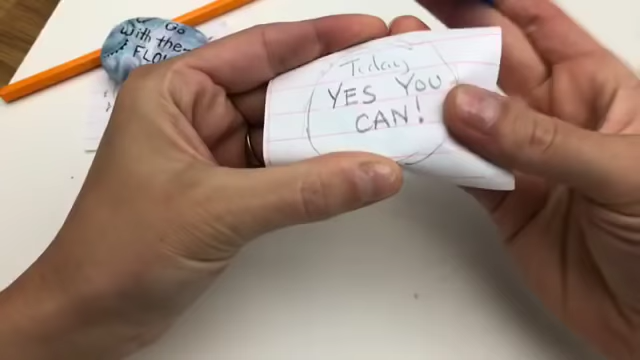 Go
With the
FLO
Today
YES YOU
CAN!